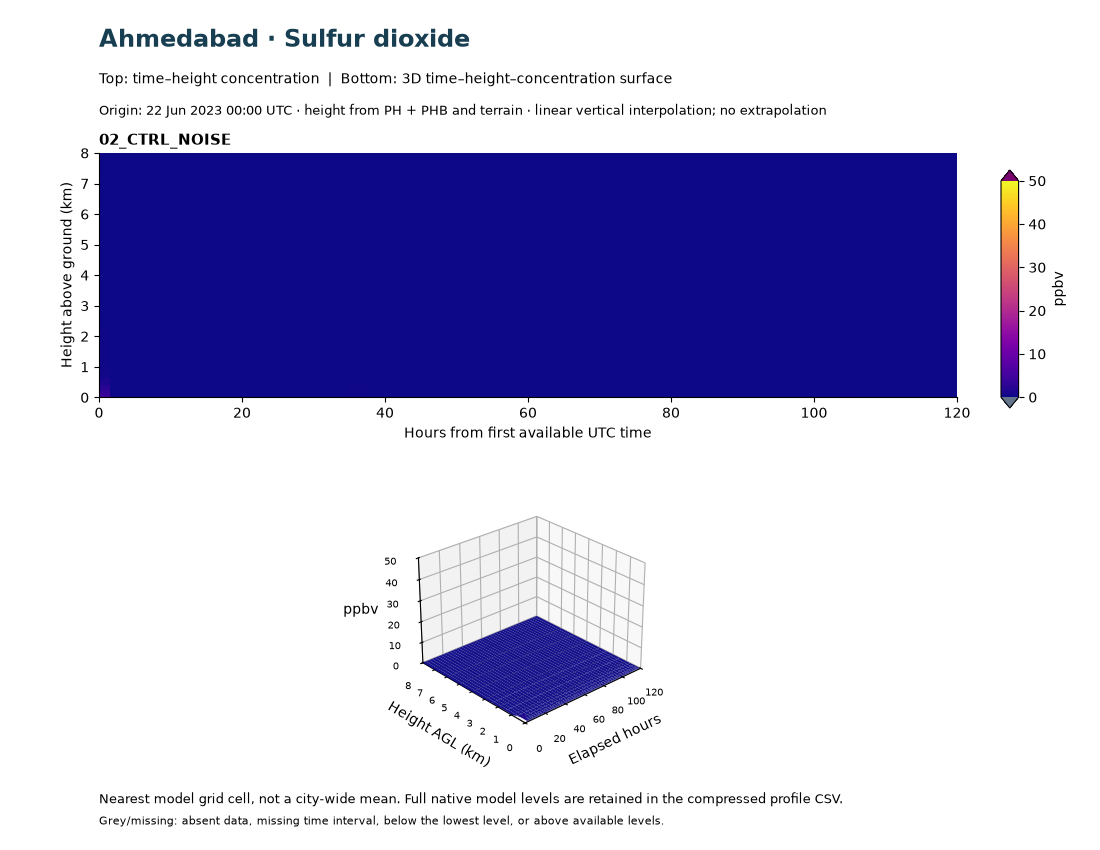 Ahmedabad · Sulfur dioxide
Top: time–height concentration | Bottom: 3D time–height–concentration surface
Origin: 22 Jun 2023 00:00 UTC · height from PH + PHB and terrain · linear vertical interpolation; no extrapolation
02_CTRL_NOISE
8
7
6
5
4
3
2
1
0
Height above ground (km)
0 20 40 60 80 100 120
Hours from first available UTC time
50
40
30
20
10
0
ppbv
50
40
30
20
10
0
ppbv
8 7 6 5 4 3 2 1 0
Height AGL (km)
0 20 40 60 80 100 120
Elapsed hours
Nearest model grid cell, not a city-wide mean. Full native model levels are retained in the compressed profile CSV.
Grey/missing: absent data, missing time interval, below the lowest level, or above available levels.